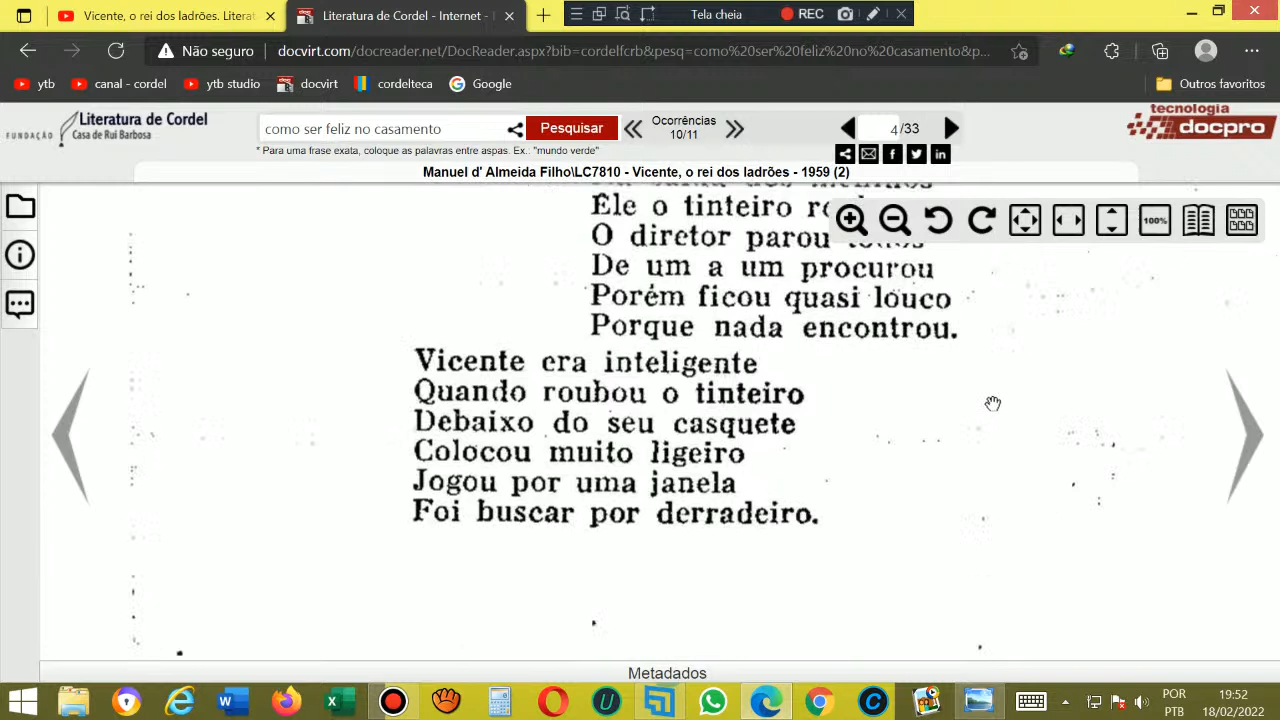 Vicente, o rei dos ladrões. Literat
Literatura de Cordel - Internet - I
Tela cheia
REC
Não seguro
docvirt.com/docreader.net/DocReader.aspx?bib=cordelfcrb&pesq=como%20ser%20feliz%20no%20casamento&p...
ytb
canal - cordel
ytb studio
docvirt
cordelteca
Google
Outros favoritos
FUNDAÇÃO
Literatura de Cordel
Casa de Rui Barbosa
como ser feliz no casamento
Pesquisar
Ocorrências
10/11
4 /33
tecnologia
docpro
* Para uma frase exata, coloque as palavras entre aspas. Ex.: "mundo verde"
Manuel d' Almeida Filho\LC7810 - Vicente, o rei dos ladrões - 1959 (2)
100%
Ele o tinteiro
O diretor parou
De um a um procurou
Porém ficou quasi louco
Porque nada encontrou.
Vicente era inteligente
Quando roubou o tinteiro
Debaixo do seu casquete
Colocou muito ligeiro
Jogou por uma janela
Foi buscar por derradeiro.
Metadados
POR
PTB
19:52
18/02/2022